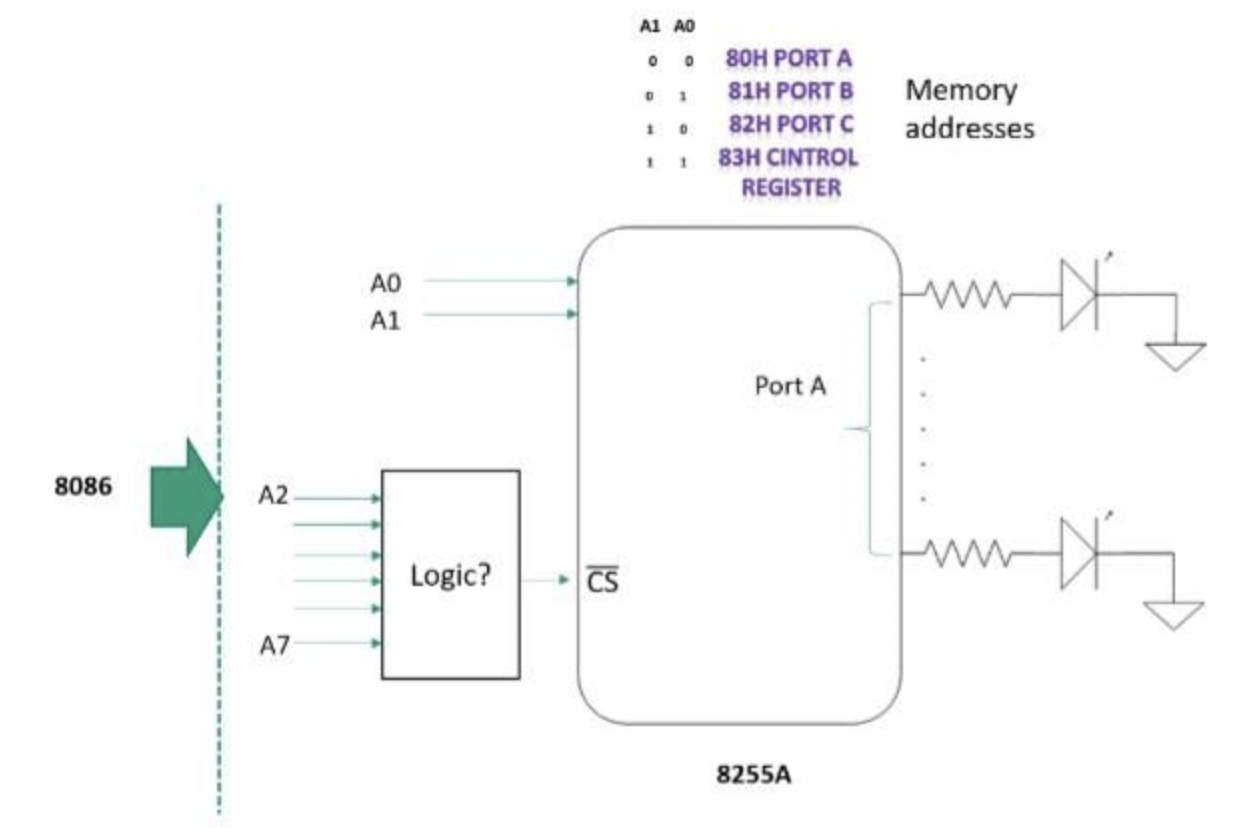 A1 A0
0 0 80H PORT A
0 1 81H PORT B
1 0 82H PORT C
1 1 83H CINTROL
REGISTER
Memory
addresses
A0
A1
Port A
8086
A2
Logic?
CS
A7
8255A